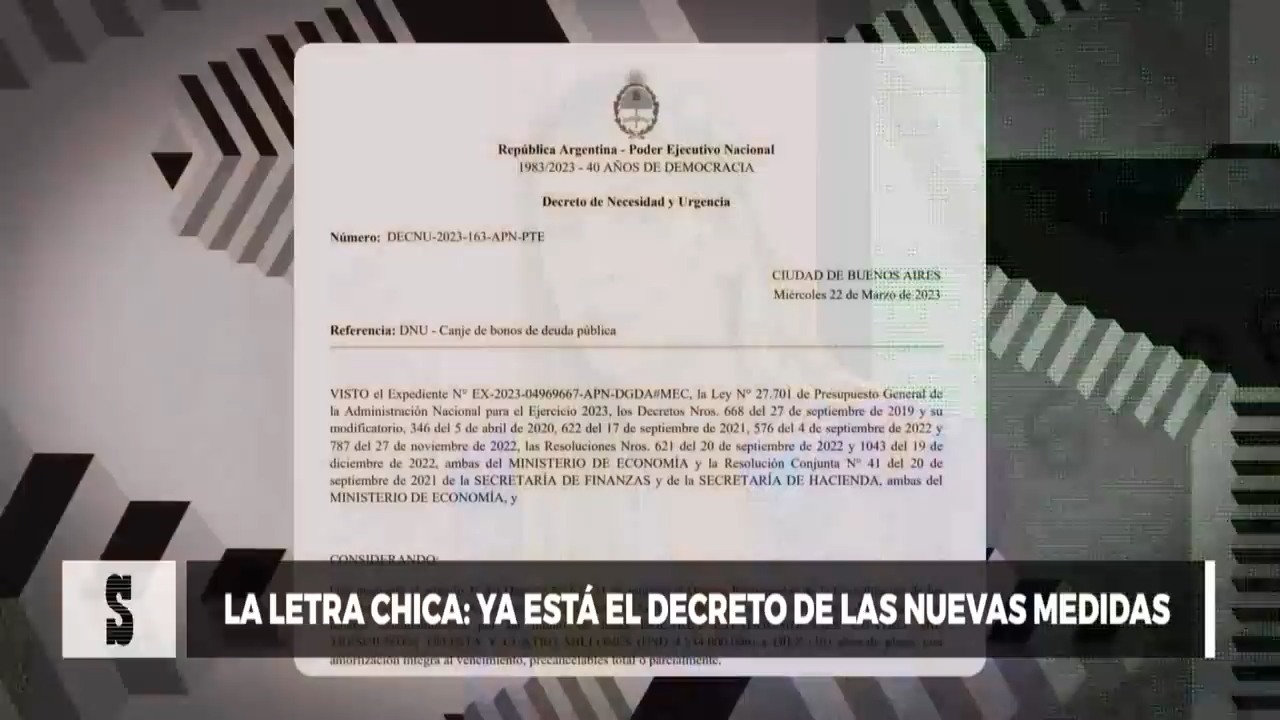 República Argentina - Poder Ejecutivo Nacional
1983/2023 - 40 AÑOS DE DEMOCRACIA
Decreto de Necesidad y Urgencia
Número: DECNU-2023-163-APN-PTE
CIUDAD DE BUENOS AIRES
Miércoles 22 de Marzo de 2023
Referencia: DNU - Canje de bonos de deuda pública
VISTO el Expediente N° EX-2023-04969667-APN-DGDA#MEC, la Ley N° 27.701 de Presupuesto General de
la Administración Nacional para el Ejercicio 2023, los Decretos Nros. 668 del 27 de septiembre de 2019 y su
modificatorio, 346 del 5 de abril de 2020, 622 del 17 de septiembre de 2021, 576 del 4 de septiembre de 2022 y
787 del 27 de noviembre de 2022, las Resoluciones Nros. 621 del 20 de septiembre de 2022 y 1043 del 19 de
diciembre de 2022, ambas del MINISTERIO DE ECONOMÍA y la Resolución Conjunta N° 41 del 20 de
septiembre de 2021 de la SECRETARÍA DE FINANZAS y de la SECRETARÍA DE HACIENDA, ambas del
MINISTERIO DE ECONOMÍA, y
CONSIDERANDO:
S
LA LETRA CHICA: YA ESTÁ EL DECRETO DE LAS NUEVAS MEDIDAS
amortización íntegra al vencimiento, precancelables total o parcialmente.